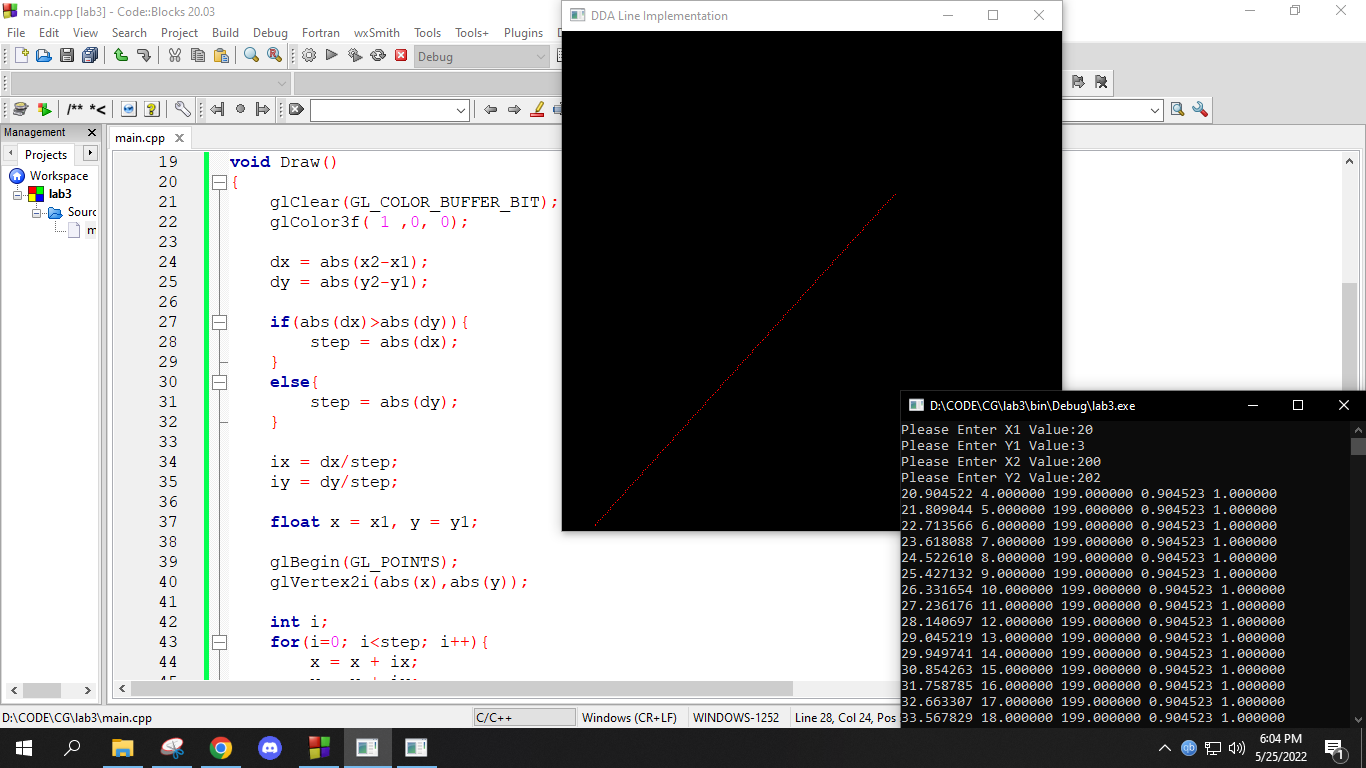 main.cpp [lab3] - Code::Blocks 20.03
File Edit View Search Project Build Debug Fortran wxSmith Tools Tools+ Plugins
Debug
/** *<
Management
Projects
Workspace
lab3
Sourc
m
main.cpp
19 void Draw()
20 {
21 glClear(GL_COLOR_BUFFER_BIT);
22 glColor3f( 1 ,0, 0);
23
24 dx = abs(x2-x1);
25 dy = abs(y2-y1);
26
27 if(abs(dx)>abs(dy)){
28 step = abs(dx);
29 }
30 else{
31 step = abs(dy);
32 }
33
34 ix = dx/step;
35 iy = dy/step;
36
37 float x = x1, y = y1;
38
39 glBegin(GL_POINTS);
40 glVertex2i(abs(x),abs(y));
41
42 int i;
43 for(i=0; i<step; i++){
44 x = x + ix;
DDA Line Implementation
D:\CODE\CG\lab3\bin\Debug\lab3.exe
Please Enter X1 Value:20
Please Enter Y1 Value:3
Please Enter X2 Value:200
Please Enter Y2 Value:202
20.904522 4.000000 199.000000 0.904523 1.000000
21.809044 5.000000 199.000000 0.904523 1.000000
22.713566 6.000000 199.000000 0.904523 1.000000
23.618088 7.000000 199.000000 0.904523 1.000000
24.522610 8.000000 199.000000 0.904523 1.000000
25.427132 9.000000 199.000000 0.904523 1.000000
26.331654 10.000000 199.000000 0.904523 1.000000
27.236176 11.000000 199.000000 0.904523 1.000000
28.140697 12.000000 199.000000 0.904523 1.000000
29.045219 13.000000 199.000000 0.904523 1.000000
29.949741 14.000000 199.000000 0.904523 1.000000
30.854263 15.000000 199.000000 0.904523 1.000000
31.758785 16.000000 199.000000 0.904523 1.000000
32.663307 17.000000 199.000000 0.904523 1.000000
33.567829 18.000000 199.000000 0.904523 1.000000
D:\CODE\CG\lab3\main.cpp C/C++ Windows (CR+LF) WINDOWS-1252 Line 28, Col 24, Pos
qb 6:04 PM
5/25/2022
1